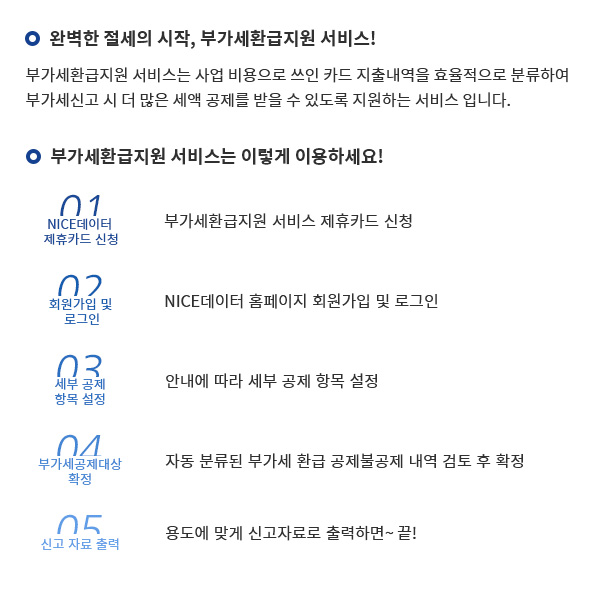 완벽한 절세의 시작, 부가세환급지원 서비스!
부가세환급지원 서비스는 사업 비용으로 쓰인 카드 지출내역을 효율적으로 분류하여
부가세신고 시 더 많은 세액 공제를 받을 수 있도록 지원하는 서비스 입니다.
부가세환급지원 서비스는 이렇게 이용하세요!
01
NICE데이터
제휴카드 신청
부가세환급지원 서비스 제휴카드 신청
02
회원가입 및
로그인
NICE데이터 홈페이지 회원가입 및 로그인
03
세부 공제
항목 설정
안내에 따라 세부 공제 항목 설정
04
부가세공제대상
확정
자동 분류된 부가세 환급 공제불공제 내역 검토 후 확정
05
신고 자료 출력
용도에 맞게 신고자료로 출력하면~ 끝!